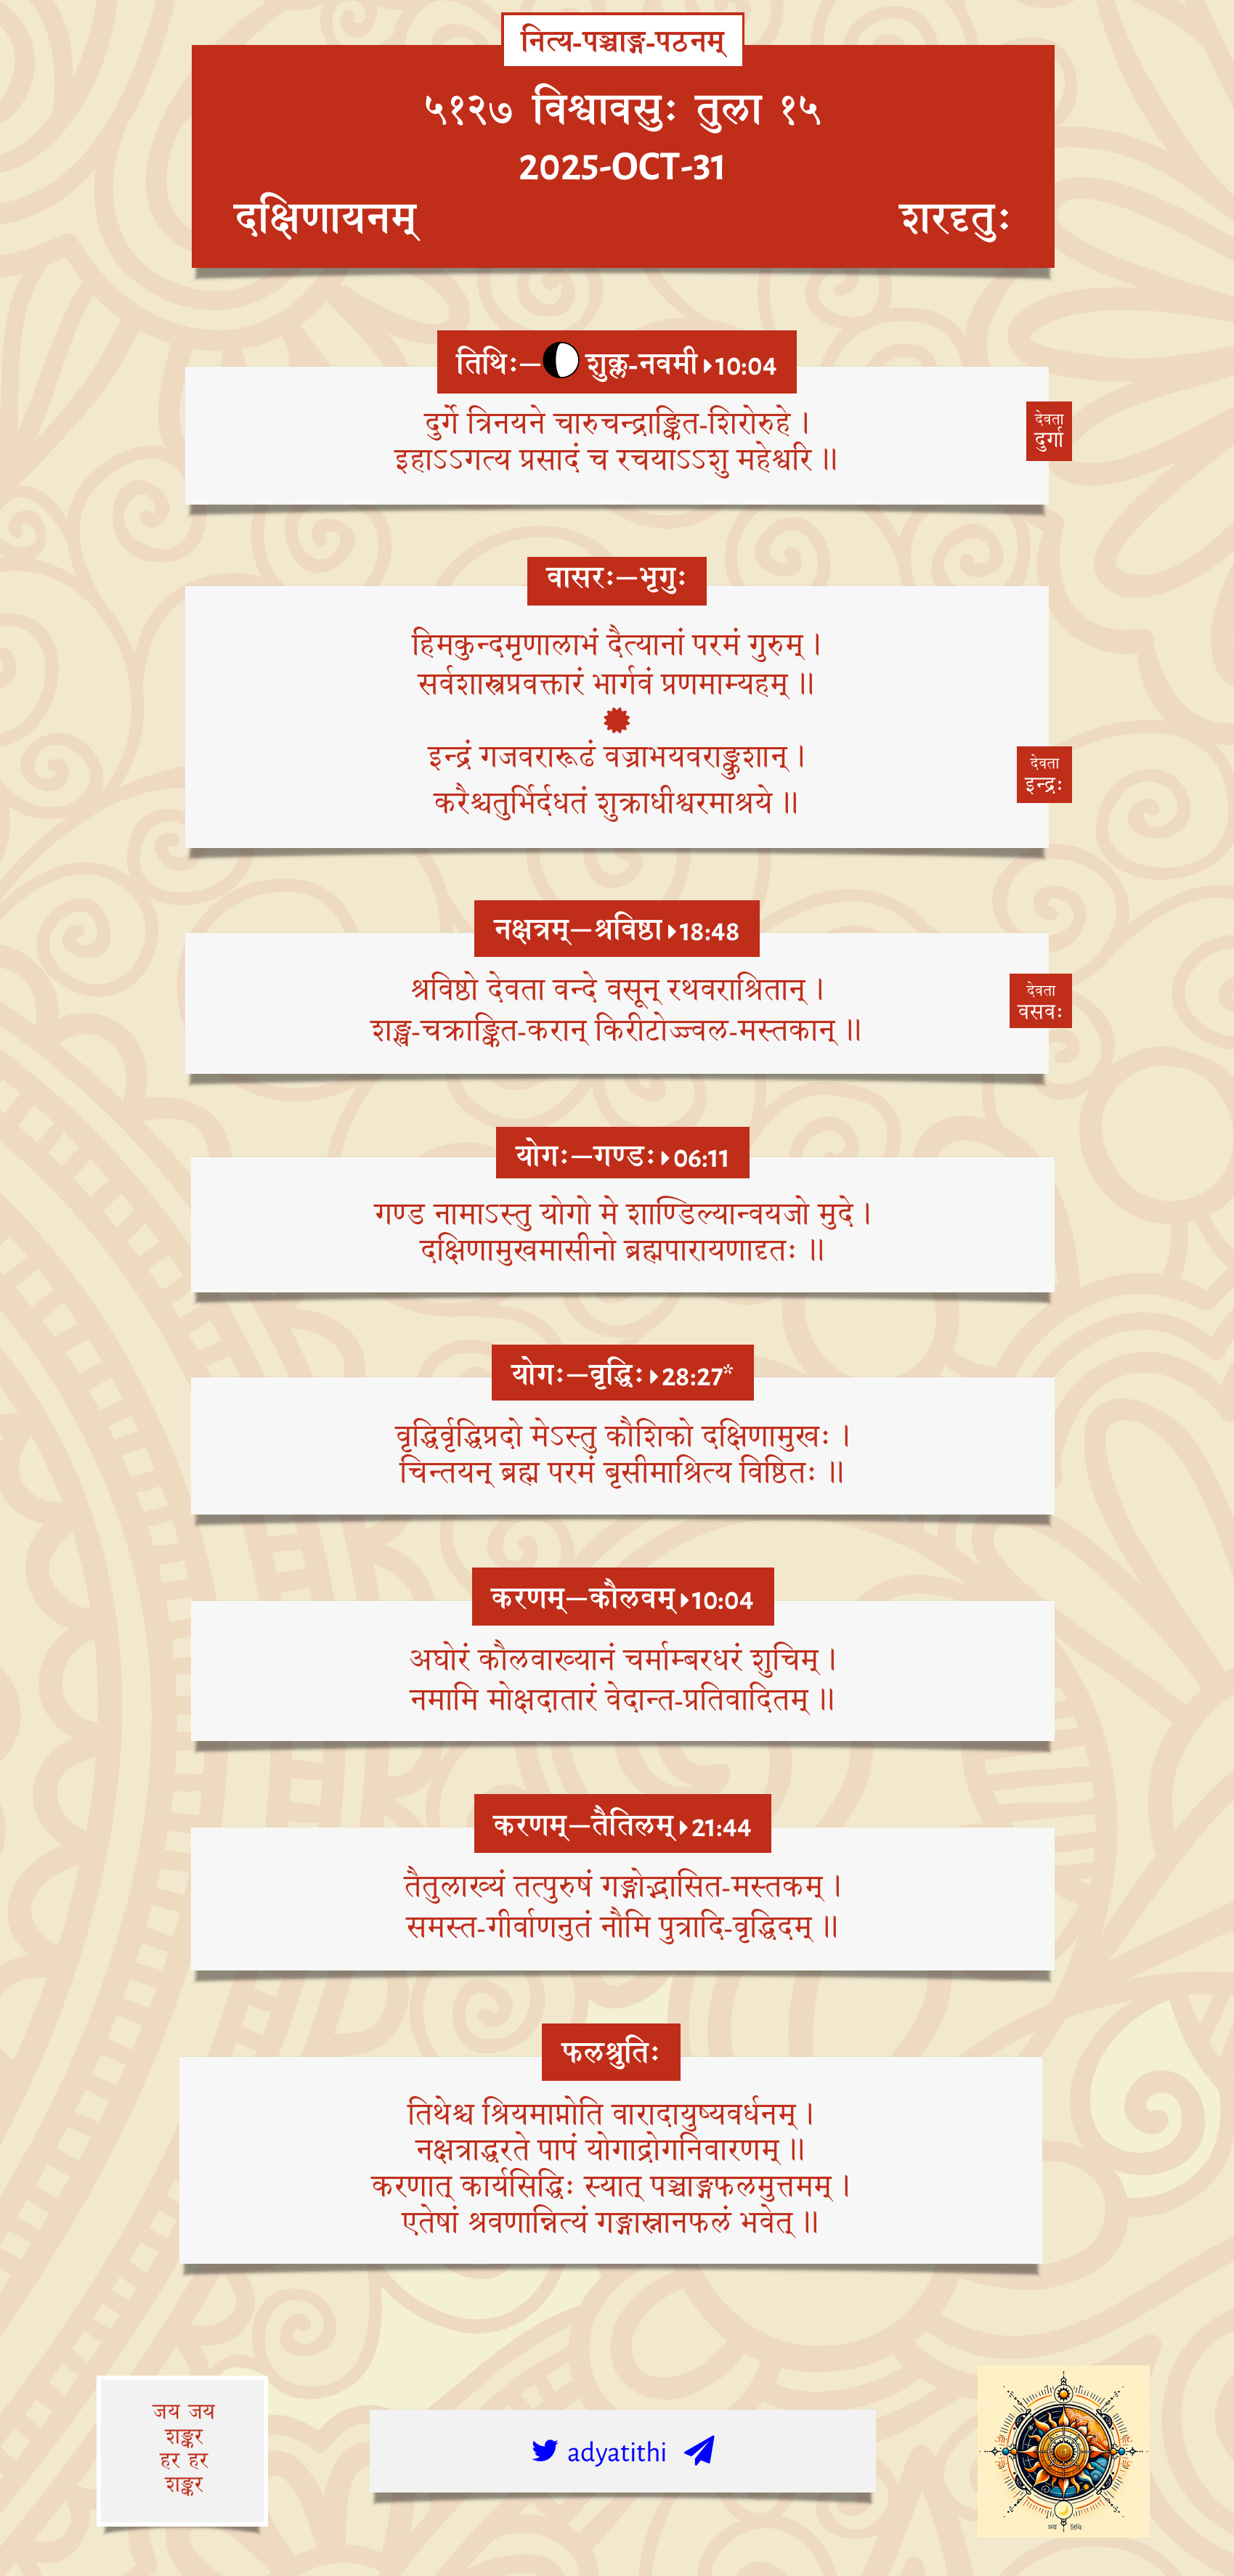 नित्य-पञ्चाङ्ग-पठनम्
५१२७ विश्वावसुः तुला १५
2025-OCT-31
दक्षिणायनम्
शरदृतुः
तिथिः—शुक्ल-नवमी 10:04
देवता
दुर्गा
दुर्गे त्रिनयने चारुचन्द्राङ्कित-शिरोरुहे ।
इहाऽऽगत्य प्रसादं च रचयाऽऽशु महेश्वरि ॥
वासरः—भृगुः
हिमकुन्दमृणालाभं दैत्यानां परमं गुरुम् ।
सर्वशास्त्रप्रवक्तारं भार्गवं प्रणमाम्यहम् ॥
इन्द्रं गजवरारूढं वज्राभयवराङ्कुशान् ।
करैश्चतुर्भिर्दधतं शुक्राधीश्वरमाश्रये ॥
देवता
इन्द्रः
नक्षत्रम्—श्रविष्ठा 18:48
श्रविष्ठो देवता वन्दे वसून् रथवराश्रितान् ।
शङ्ख-चक्राङ्कित-करान् किरीटोज्ज्वल-मस्तकान् ॥
देवता
वसवः
योगः—गण्डः 06:11
गण्ड नामाऽस्तु योगो मे शाण्डिल्यान्वयजो मुदे ।
दक्षिणामुखमासीनो ब्रह्मपारायणादृतः ॥
योगः—वृद्धिः 28:27*
वृद्धिर्वृद्धिप्रदो मेऽस्तु कौशिको दक्षिणामुखः ।
चिन्तयन् ब्रह्म परमं बृसीमाश्रित्य विष्ठितः ॥
करणम्—कौलवम् 10:04
अघोरं कौलवाख्यानं चर्माम्बरधरं शुचिम् ।
नमामि मोक्षदातारं वेदान्त-प्रतिवादितम् ॥
करणम्—तैतिलम् 21:44
तैतुलाख्यं तत्पुरुषं गङ्गोद्भासित-मस्तकम् ।
समस्त-गीर्वाणनुतं नौमि पुत्रादि-वृद्धिदम् ॥
फलश्रुतिः
तिथेश्च श्रियमाप्नोति वारादायुष्यवर्धनम् ।
नक्षत्राद्धरते पापं योगाद्रोगनिवारणम् ॥
करणात् कार्यसिद्धिः स्यात् पञ्चाङ्गफलमुत्तमम् ।
एतेषां श्रवणान्नित्यं गङ्गास्नानफलं भवेत् ॥
जय जय
शङ्कर
हर हर
शङ्कर
adyatithi
अद्य तिथिः